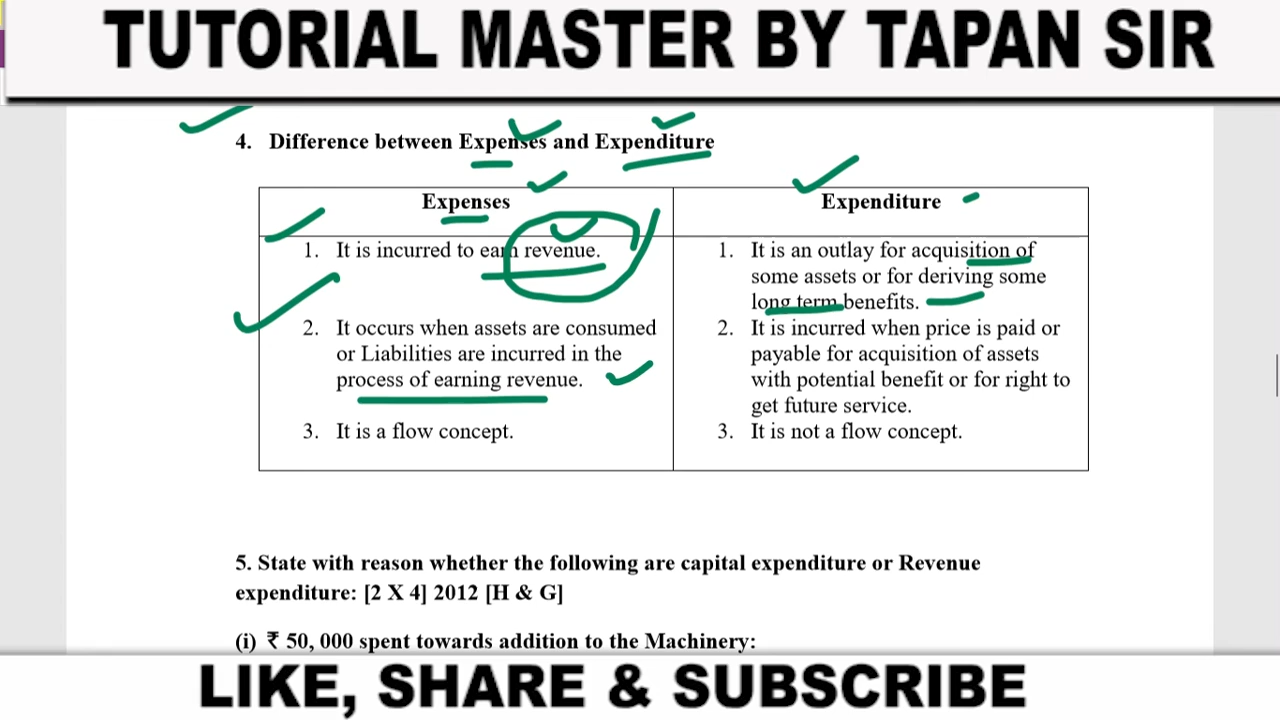 TUTORIAL MASTER BY TAPAN SIR
4. Difference between Expenses and Expenditure
Expenses
1. It is incurred to earn revenue.
2. It occurs when assets are consumed
or Liabilities are incurred in the
process of earning revenue.
3. It is a flow concept.
Expenditure
1. It is an outlay for acquisition of
some assets or for deriving some
long term benefits.
2. It is incurred when price is paid or
payable for acquisition of assets
with potential benefit or for right to
get future service.
3. It is not a flow concept.
5. State with reason whether the following are capital expenditure or Revenue
expenditure: [2 X 4] 2012 [H & G]
(i) ₹ 50, 000 spent towards addition to the Machinery:
LIKE, SHARE & SUBSCRIBE